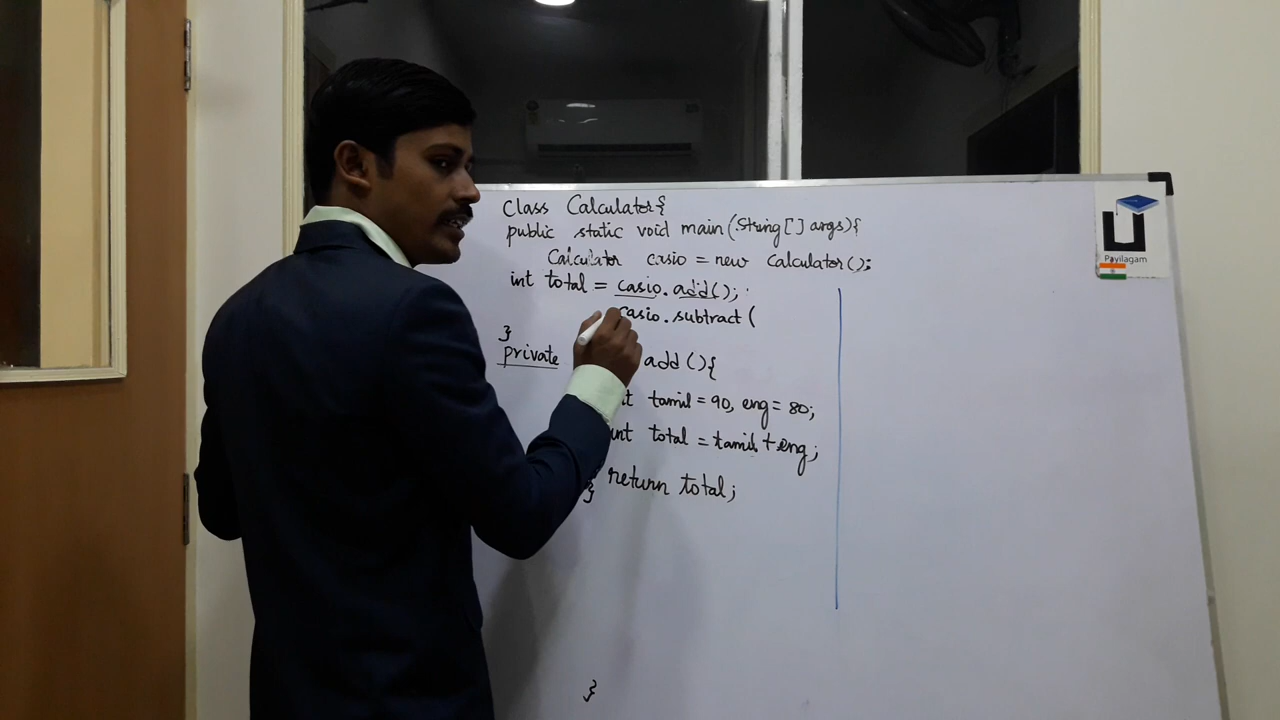 Class Calculator{
public static void main(String[] args){
Calculator casio = new Calculator();
int total = casio.add();
casio.subtract(
}
private add (){
tamil = 90, eng = 80;
int total = tamil + eng;
return total;
}
}
Payilagam